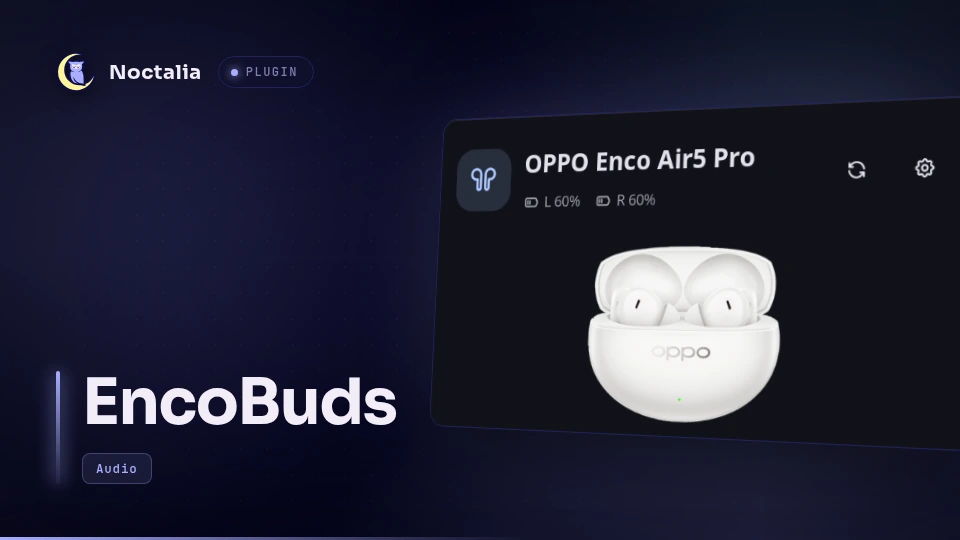 Noctalia
PLUGIN
OPPO Enco Air5 Pro
L 60% R 60%
oppo
EncoBuds
Audio